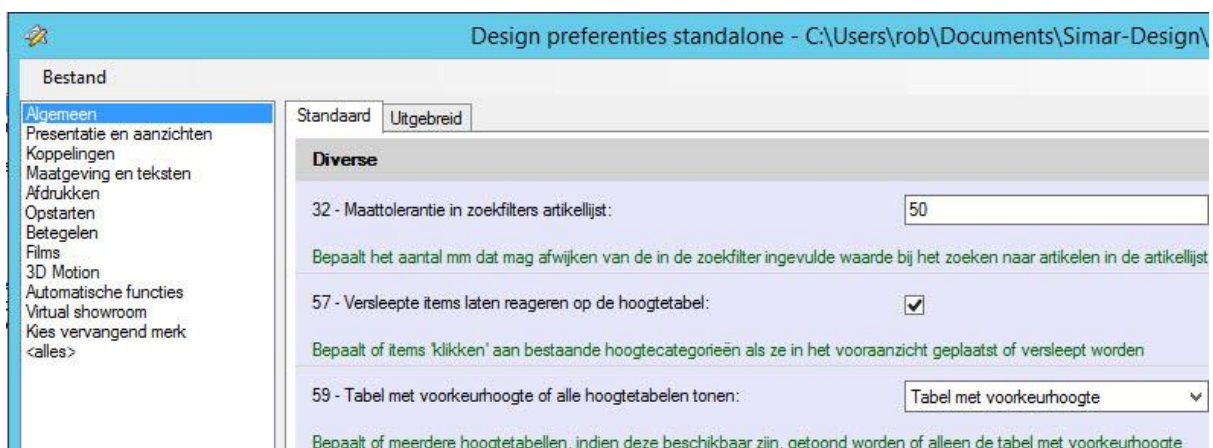 Design preferenties standalone - C:\Users\rob\Documents\Simar-Design\
Bestand
Algemeen
Presentatie en aanzichten
Koppelingen
Maatgeving en teksten
Afdrukken
Opstarten
Betegelen
Films
3D Motion
Automatische functies
Virtual showroom
Kies vervangend merk
<alles>
Standaard Uitgebreid
Diverse
32 - Maattolerantie in zoekfilters artikellijst: 50
Bepaalt het aantal mm dat mag afwijken van de in de zoekfilter ingevulde waarde bij het zoeken naar artikelen in de artikellijst
57 - Versleepte items laten reageren op de hoogtetabel:
Bepaalt of items 'klikken' aan bestaande hoogtecategorieën als ze in het vooraanzicht geplaatst of versleept worden
59 - Tabel met voorkeurhoogte of alle hoogtetabelen tonen: Tabel met voorkeurhoogte
Bepaalt of meerdere hoogtetabellen, indien deze beschikbaar zijn, getoond worden of alleen de tabel met voorkeurhoogte